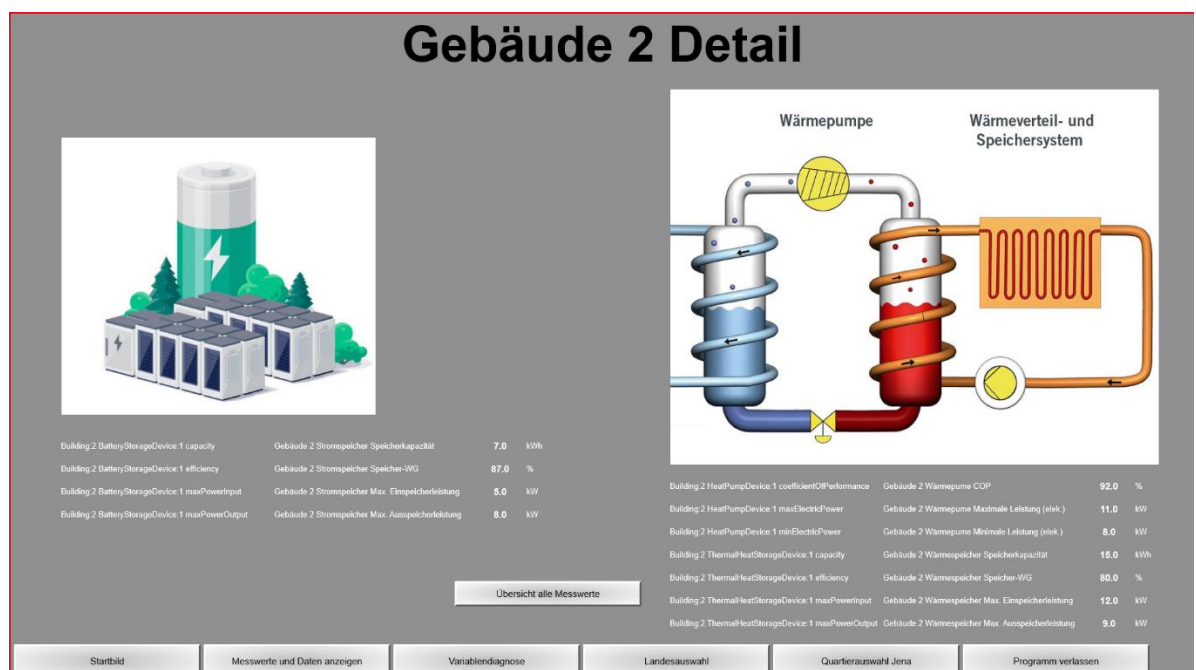 Gebäude 2 Detail
Wärmepumpe
Wärmeverteil- und
Speichersystem
Building:2 BatteryStorageDevice:1 capacity Gebäude 2 Stromspeicher Speicherkapazität 7.0 kWh
Building:2 BatteryStorageDevice:1 efficiency Gebäude 2 Stromspeicher Speicher-WG 87.0 %
Building:2 BatteryStorageDevice:1 maxPowerInput Gebäude 2 Stromspeicher Max. Einspeicherleistung 5.0 kW
Building:2 BatteryStorageDevice:1 maxPowerOutput Gebäude 2 Stromspeicher Max. Ausspeicherleistung 8.0 kW
Building:2 HeatPumpDevice:1 coefficientOfPerformance Gebäude 2 Wärmepume COP 92.0 %
Building:2 HeatPumpDevice:1 maxElectricPower Gebäude 2 Wärmepume Maximale Leistung (elek.) 11.0 kW
Building:2 HeatPumpDevice:1 minElectricPower Gebäude 2 Wärmepume Minimale Leistung (elek.) 8.0 kW
Building:2 ThermalHeatStorageDevice:1 capacity Gebäude 2 Wärmespeicher Speicherkapazität 15.0 kWh
Building:2 ThermalHeatStorageDevice:1 efficiency Gebäude 2 Wärmespeicher Speicher-WG 80.0 %
Building:2 ThermalHeatStorageDevice:1 maxPowerInput Gebäude 2 Wärmespeicher Max. Einspeicherleistung 12.0 kW
Building:2 ThermalHeatStorageDevice:1 maxPowerOutput Gebäude 2 Wärmespeicher Max. Ausspeicherleistung 9.0 kW
Übersicht alle Messwerte
Startbild Messwerte und Daten anzeigen Variablendiagnose Landesauswahl Quartierauswahl Jena Programm verlassen